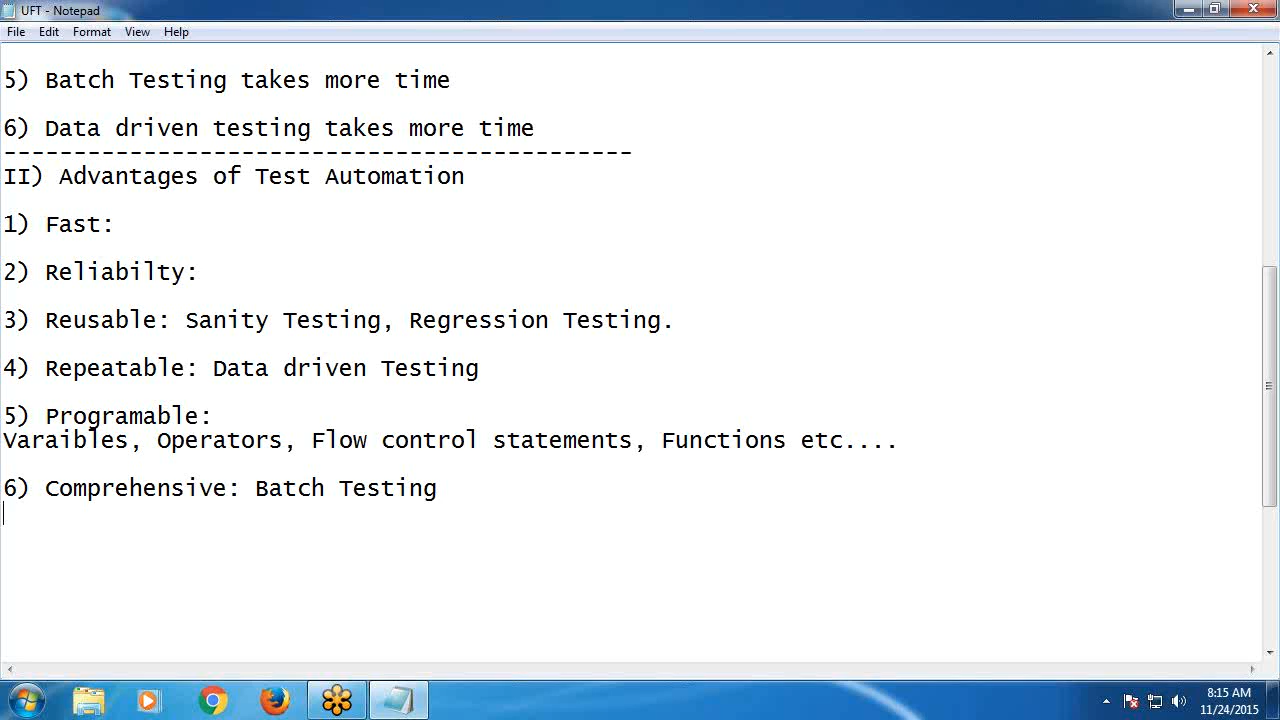 UFT - Notepad
File Edit Format View Help
5) Batch Testing takes more time
6) Data driven testing takes more time
---------------------------------------------
II) Advantages of Test Automation
1) Fast:
2) Reliabilty:
3) Reusable: Sanity Testing, Regression Testing.
4) Repeatable: Data driven Testing
5) Programable:
Varaibles, Operators, Flow control statements, Functions etc....
6) Comprehensive: Batch Testing
8:15 AM
11/24/2015